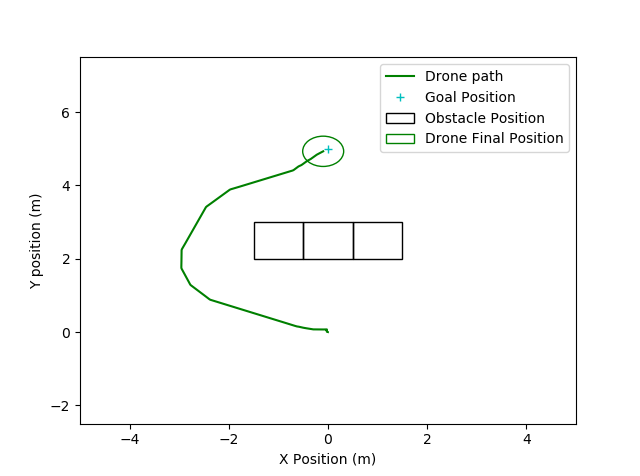 Drone path
Goal Position
Obstacle Position
Drone Final Position
6
4
2
0
−2
Y position (m)
−4
−2
0
2
4
X Position (m)